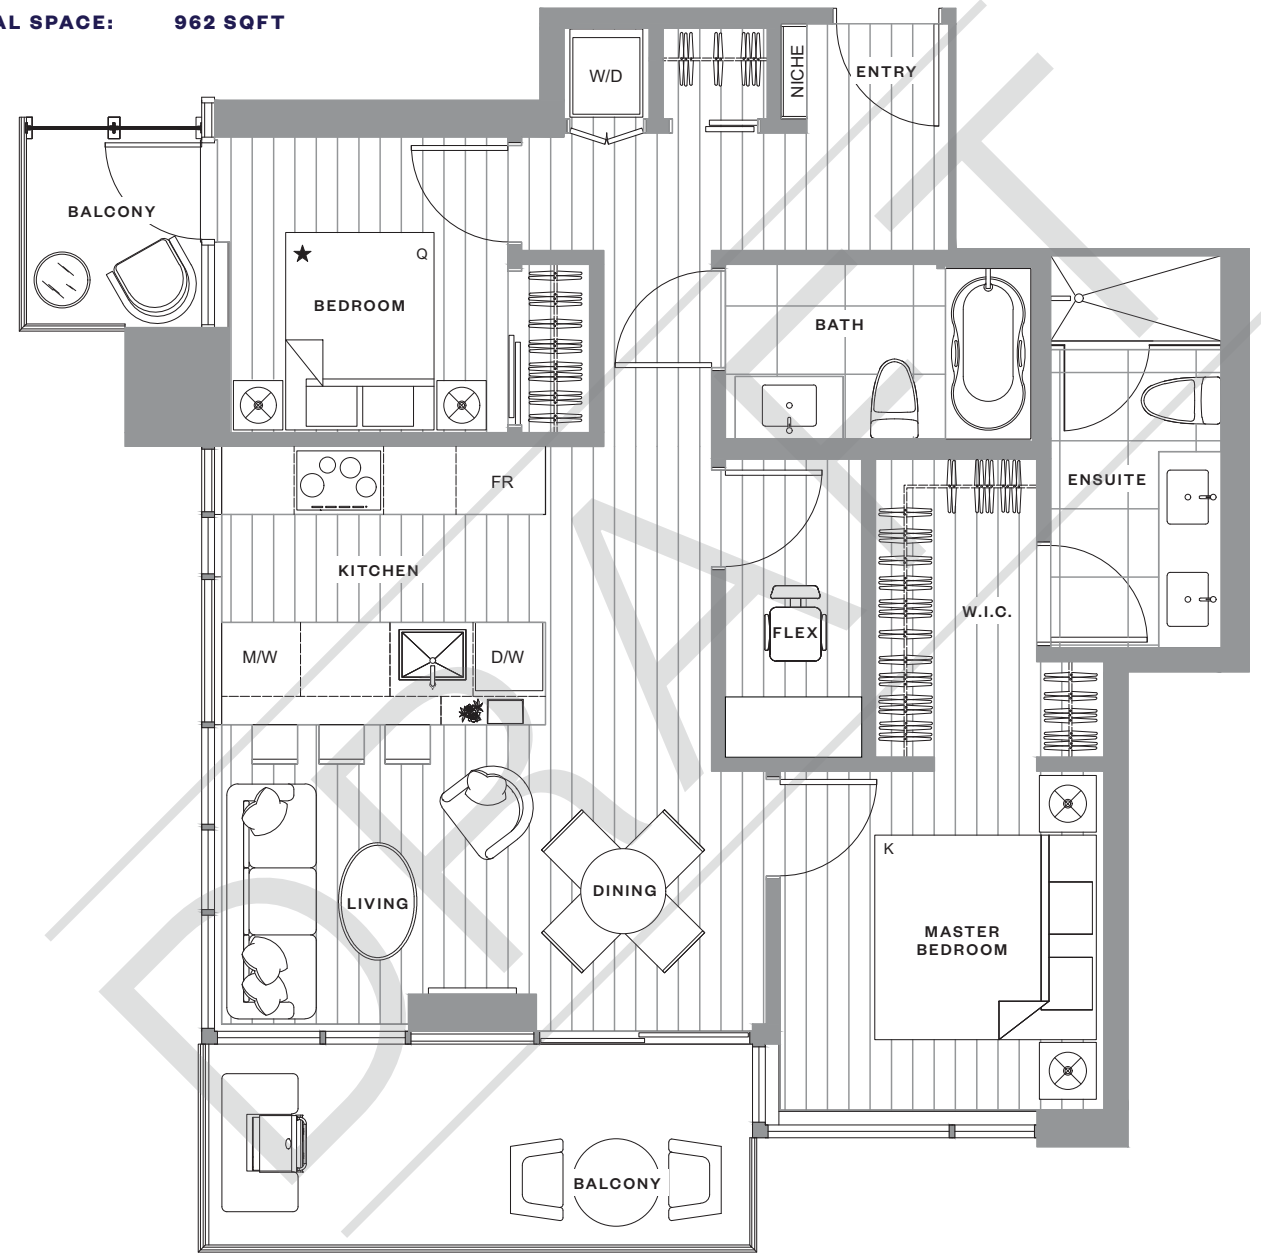 AL SPACE: 962 SQFT
W/D
NICHE
ENTRY
BALCONY
Q
BEDROOM
BATH
ENSUITE
FR
KITCHEN
W.I.C.
FLEX
M/W
D/W
K
LIVING
DINING
MASTER
BEDROOM
BALCONY
DRAFT